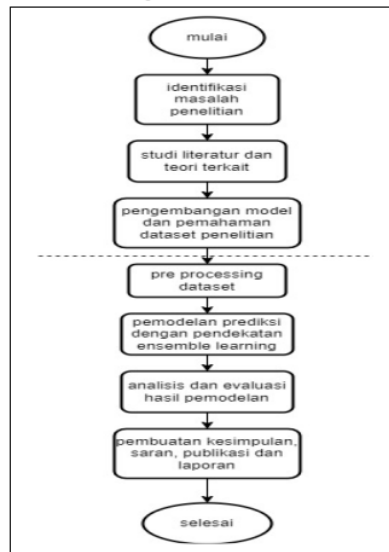 mulai
identifikasi
masalah
penelitian
studi literatur dan
teori terkait
pengembangan model
dan pemahaman
dataset penelitian
pre processing
dataset
pemodelan prediksi
dengan pendekatan
ensemble learning
analisis dan evaluasi
hasil pemodelan
pembuatan kesimpulan,
saran, publikasi dan
laporan
selesai